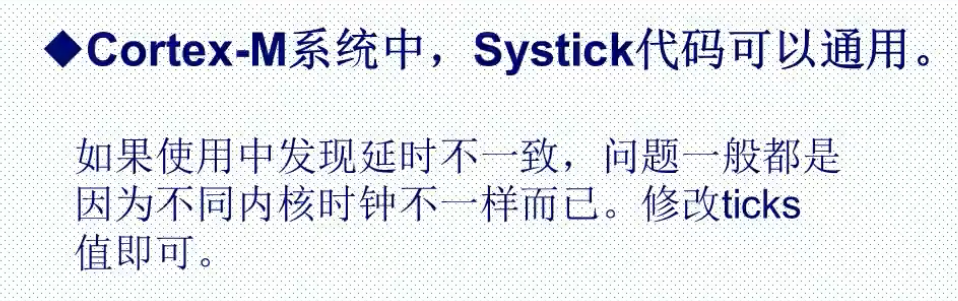 ◆Cortex-M系统中，Systick代码可以通用。
如果使用中发现延时不一致，问题一般都是
因为不同内核时钟不一样而已。修改ticks
值即可。